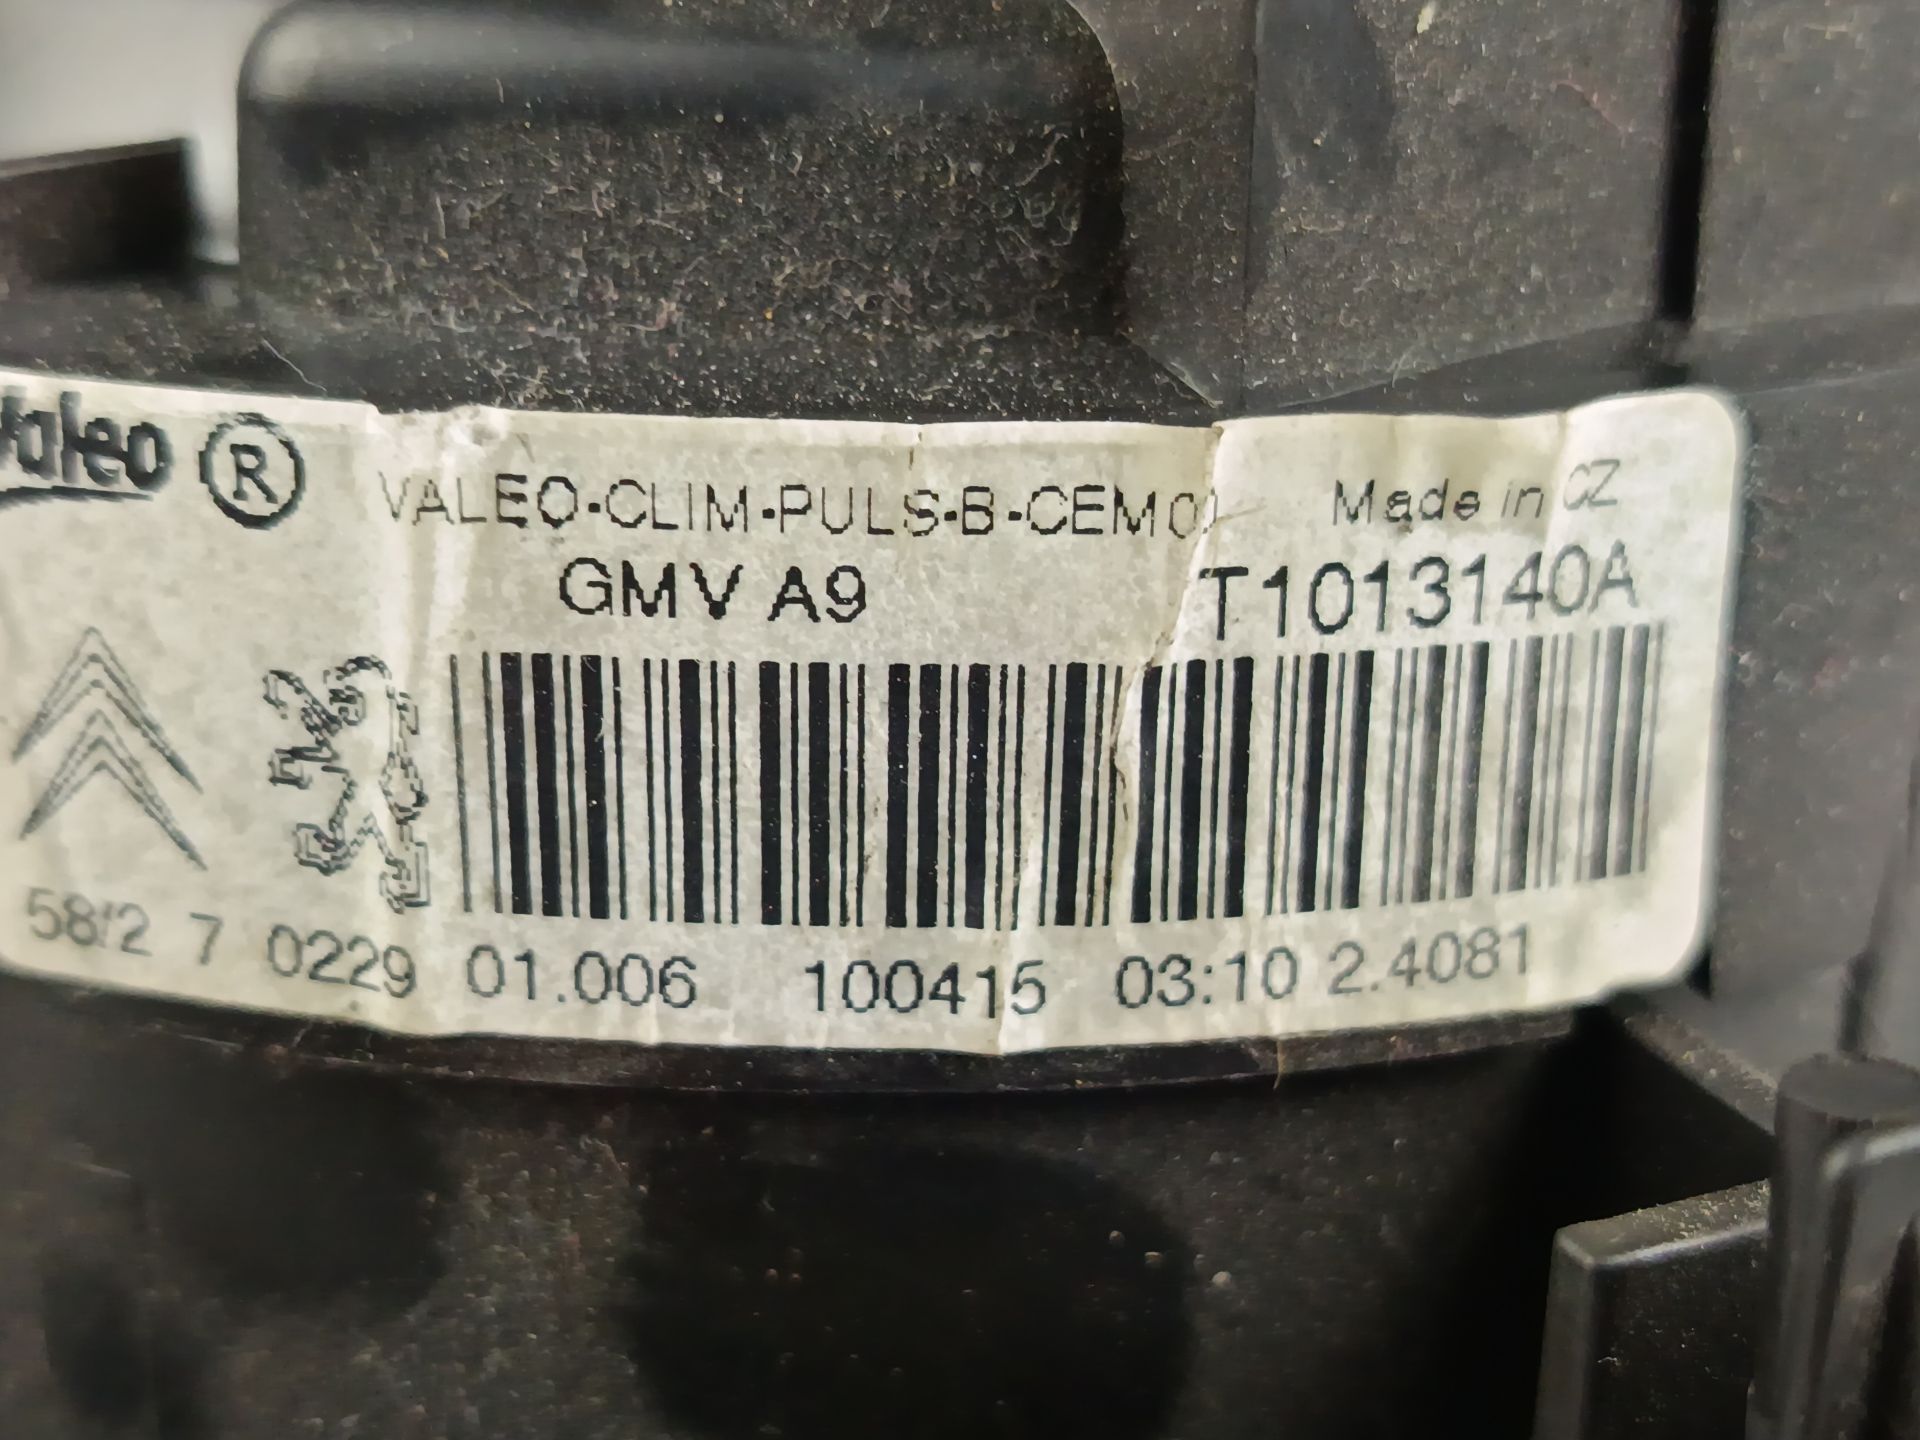 Valeo ® VALEO-CLIM-PULS-B-CEM Made in CZ
GMV A9 T1013140A
58/2 7 0229 01.006 100415 03:10 2.4081